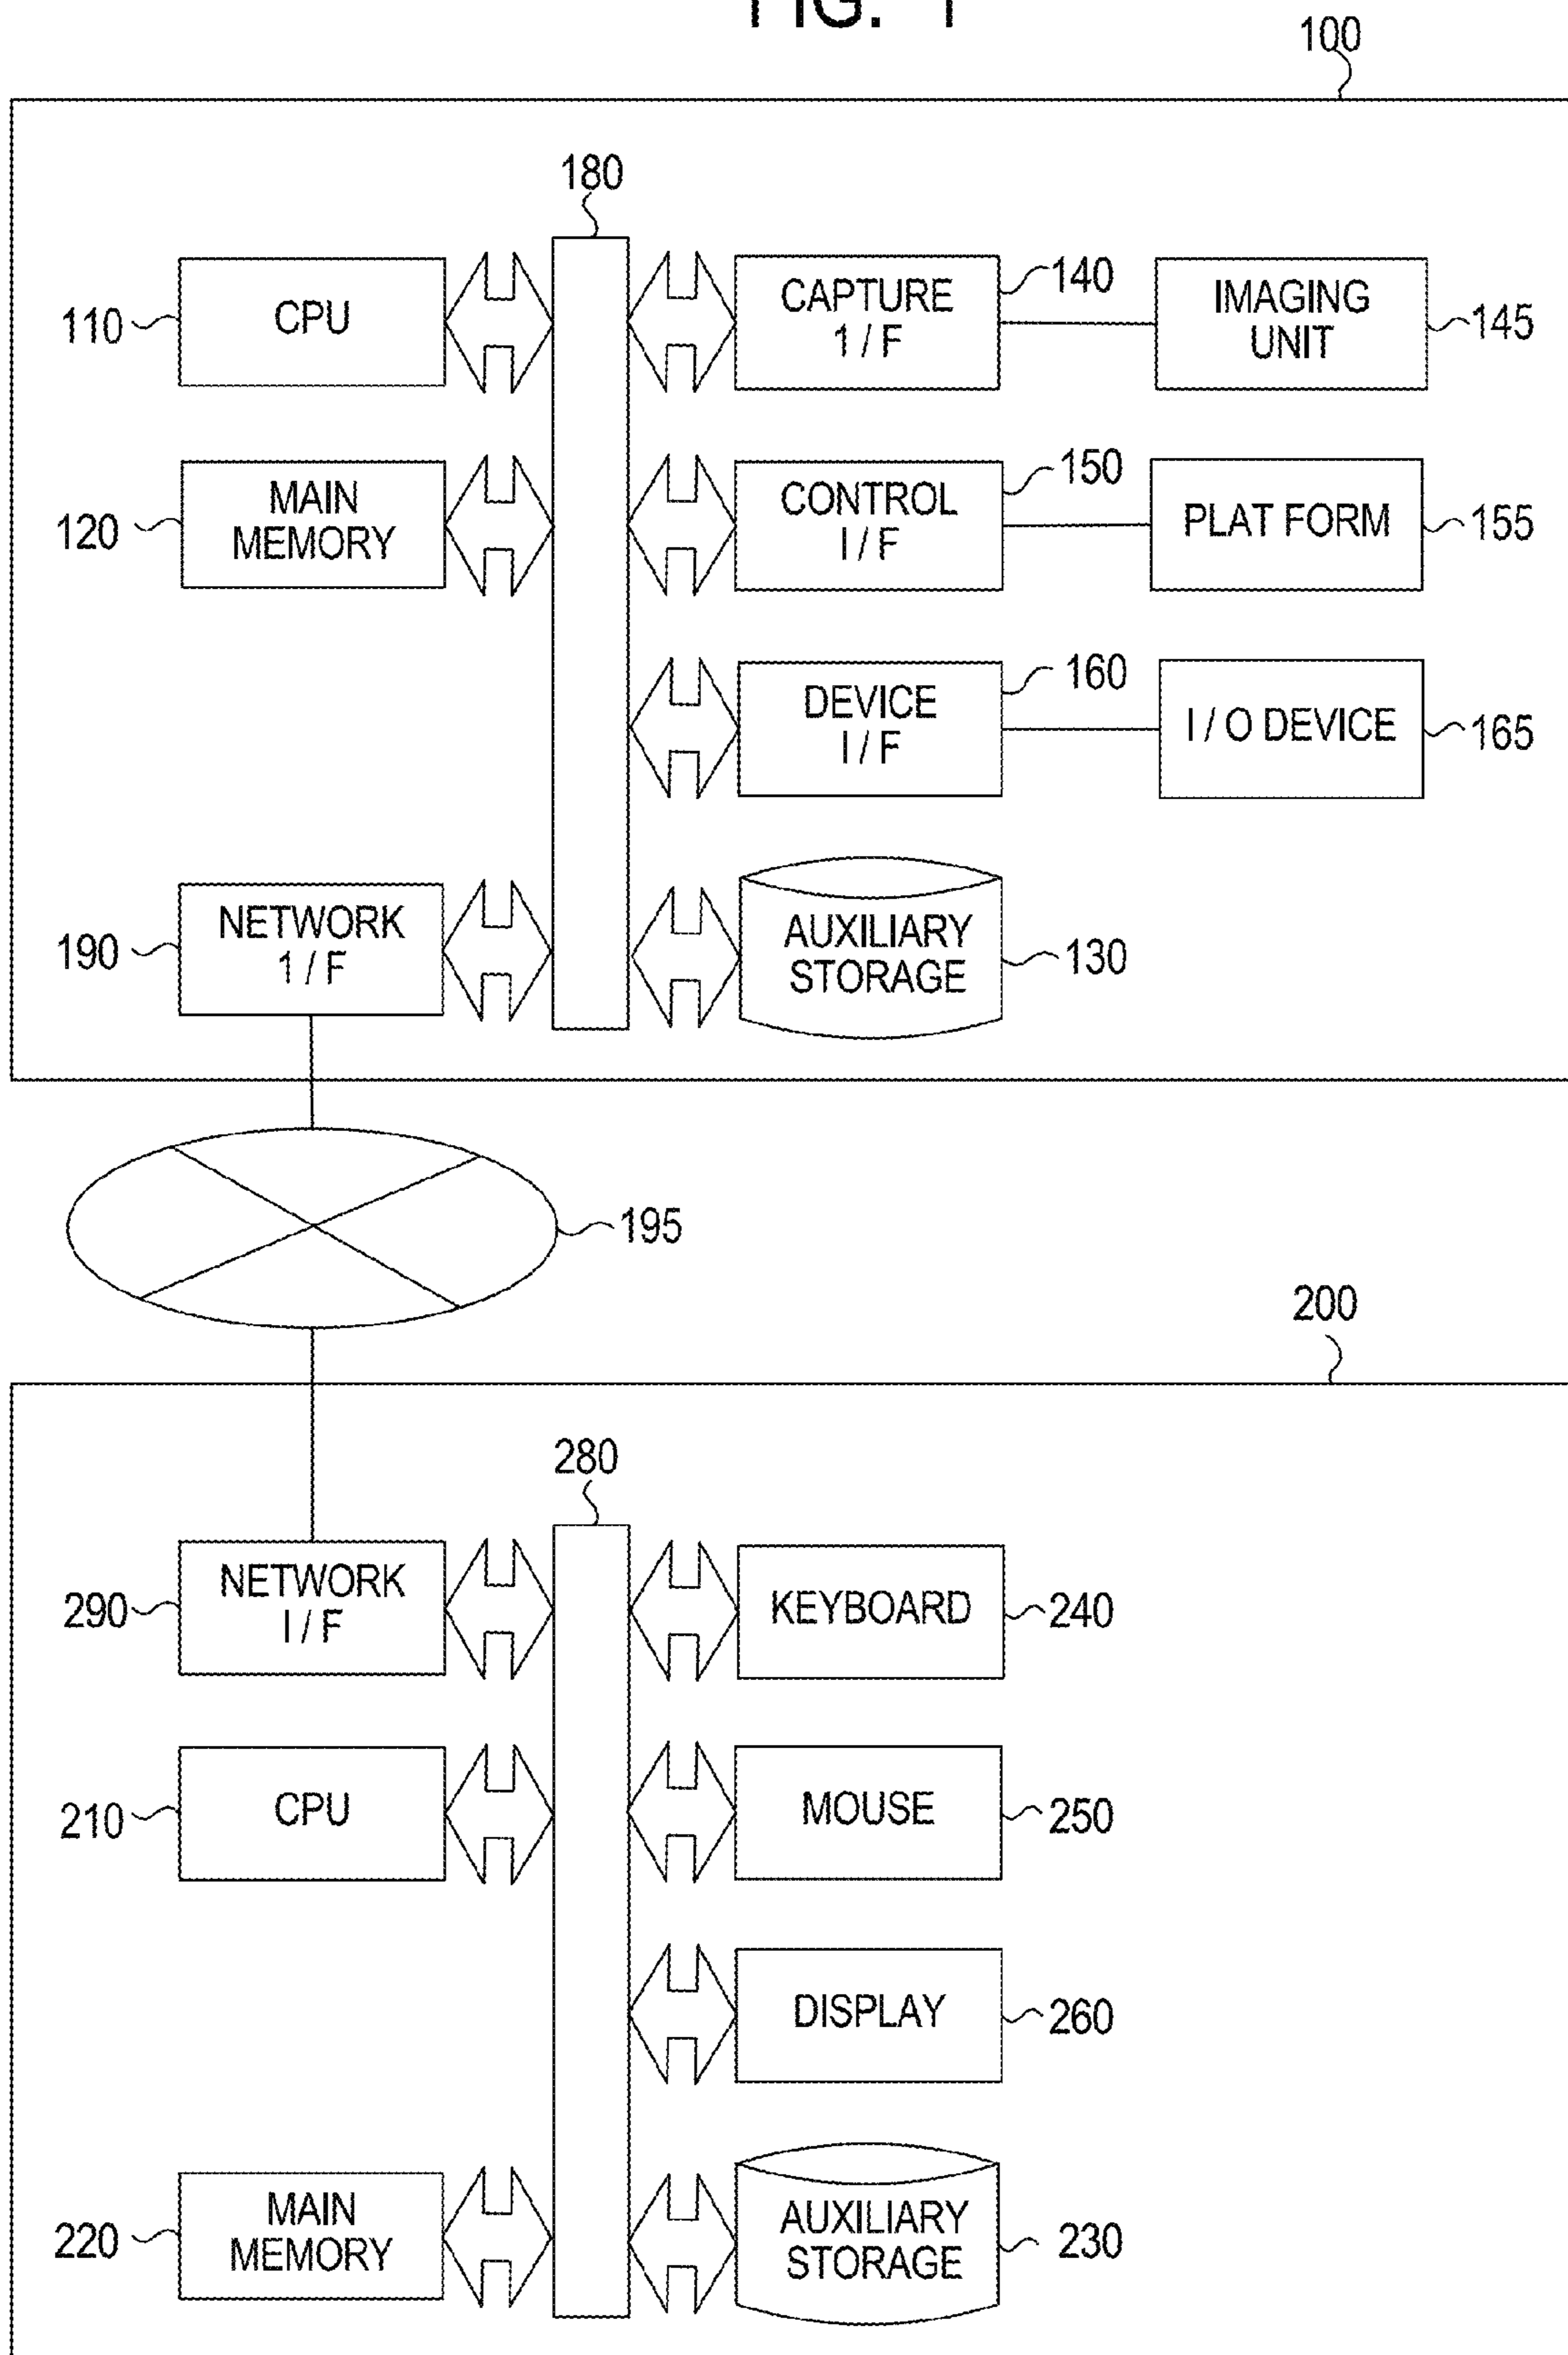 FIG. 1
100
180
110
CPU
CAPTURE
1 / F
140
IMAGING
UNIT
145
120
MAIN
MEMORY
CONTROL
I / F
150
PLAT FORM
155
DEVICE
I / F
160
I / O DEVICE
165
190
NETWORK
1 / F
AUXILIARY
STORAGE
130
195
200
280
290
NETWORK
I / F
KEYBOARD
240
210
CPU
MOUSE
250
DISPLAY
260
220
MAIN
MEMORY
AUXILIARY
STORAGE
230